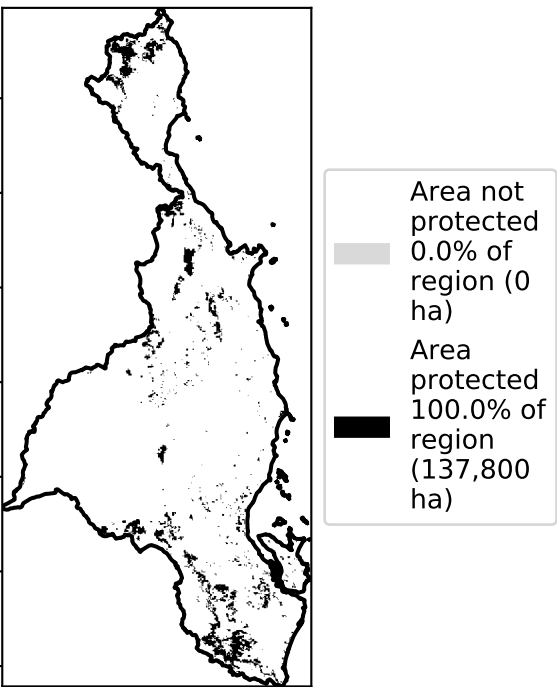 Area not
protected
0.0% of
region (0
ha)
Area
protected
100.0% of
region
(137,800
ha)